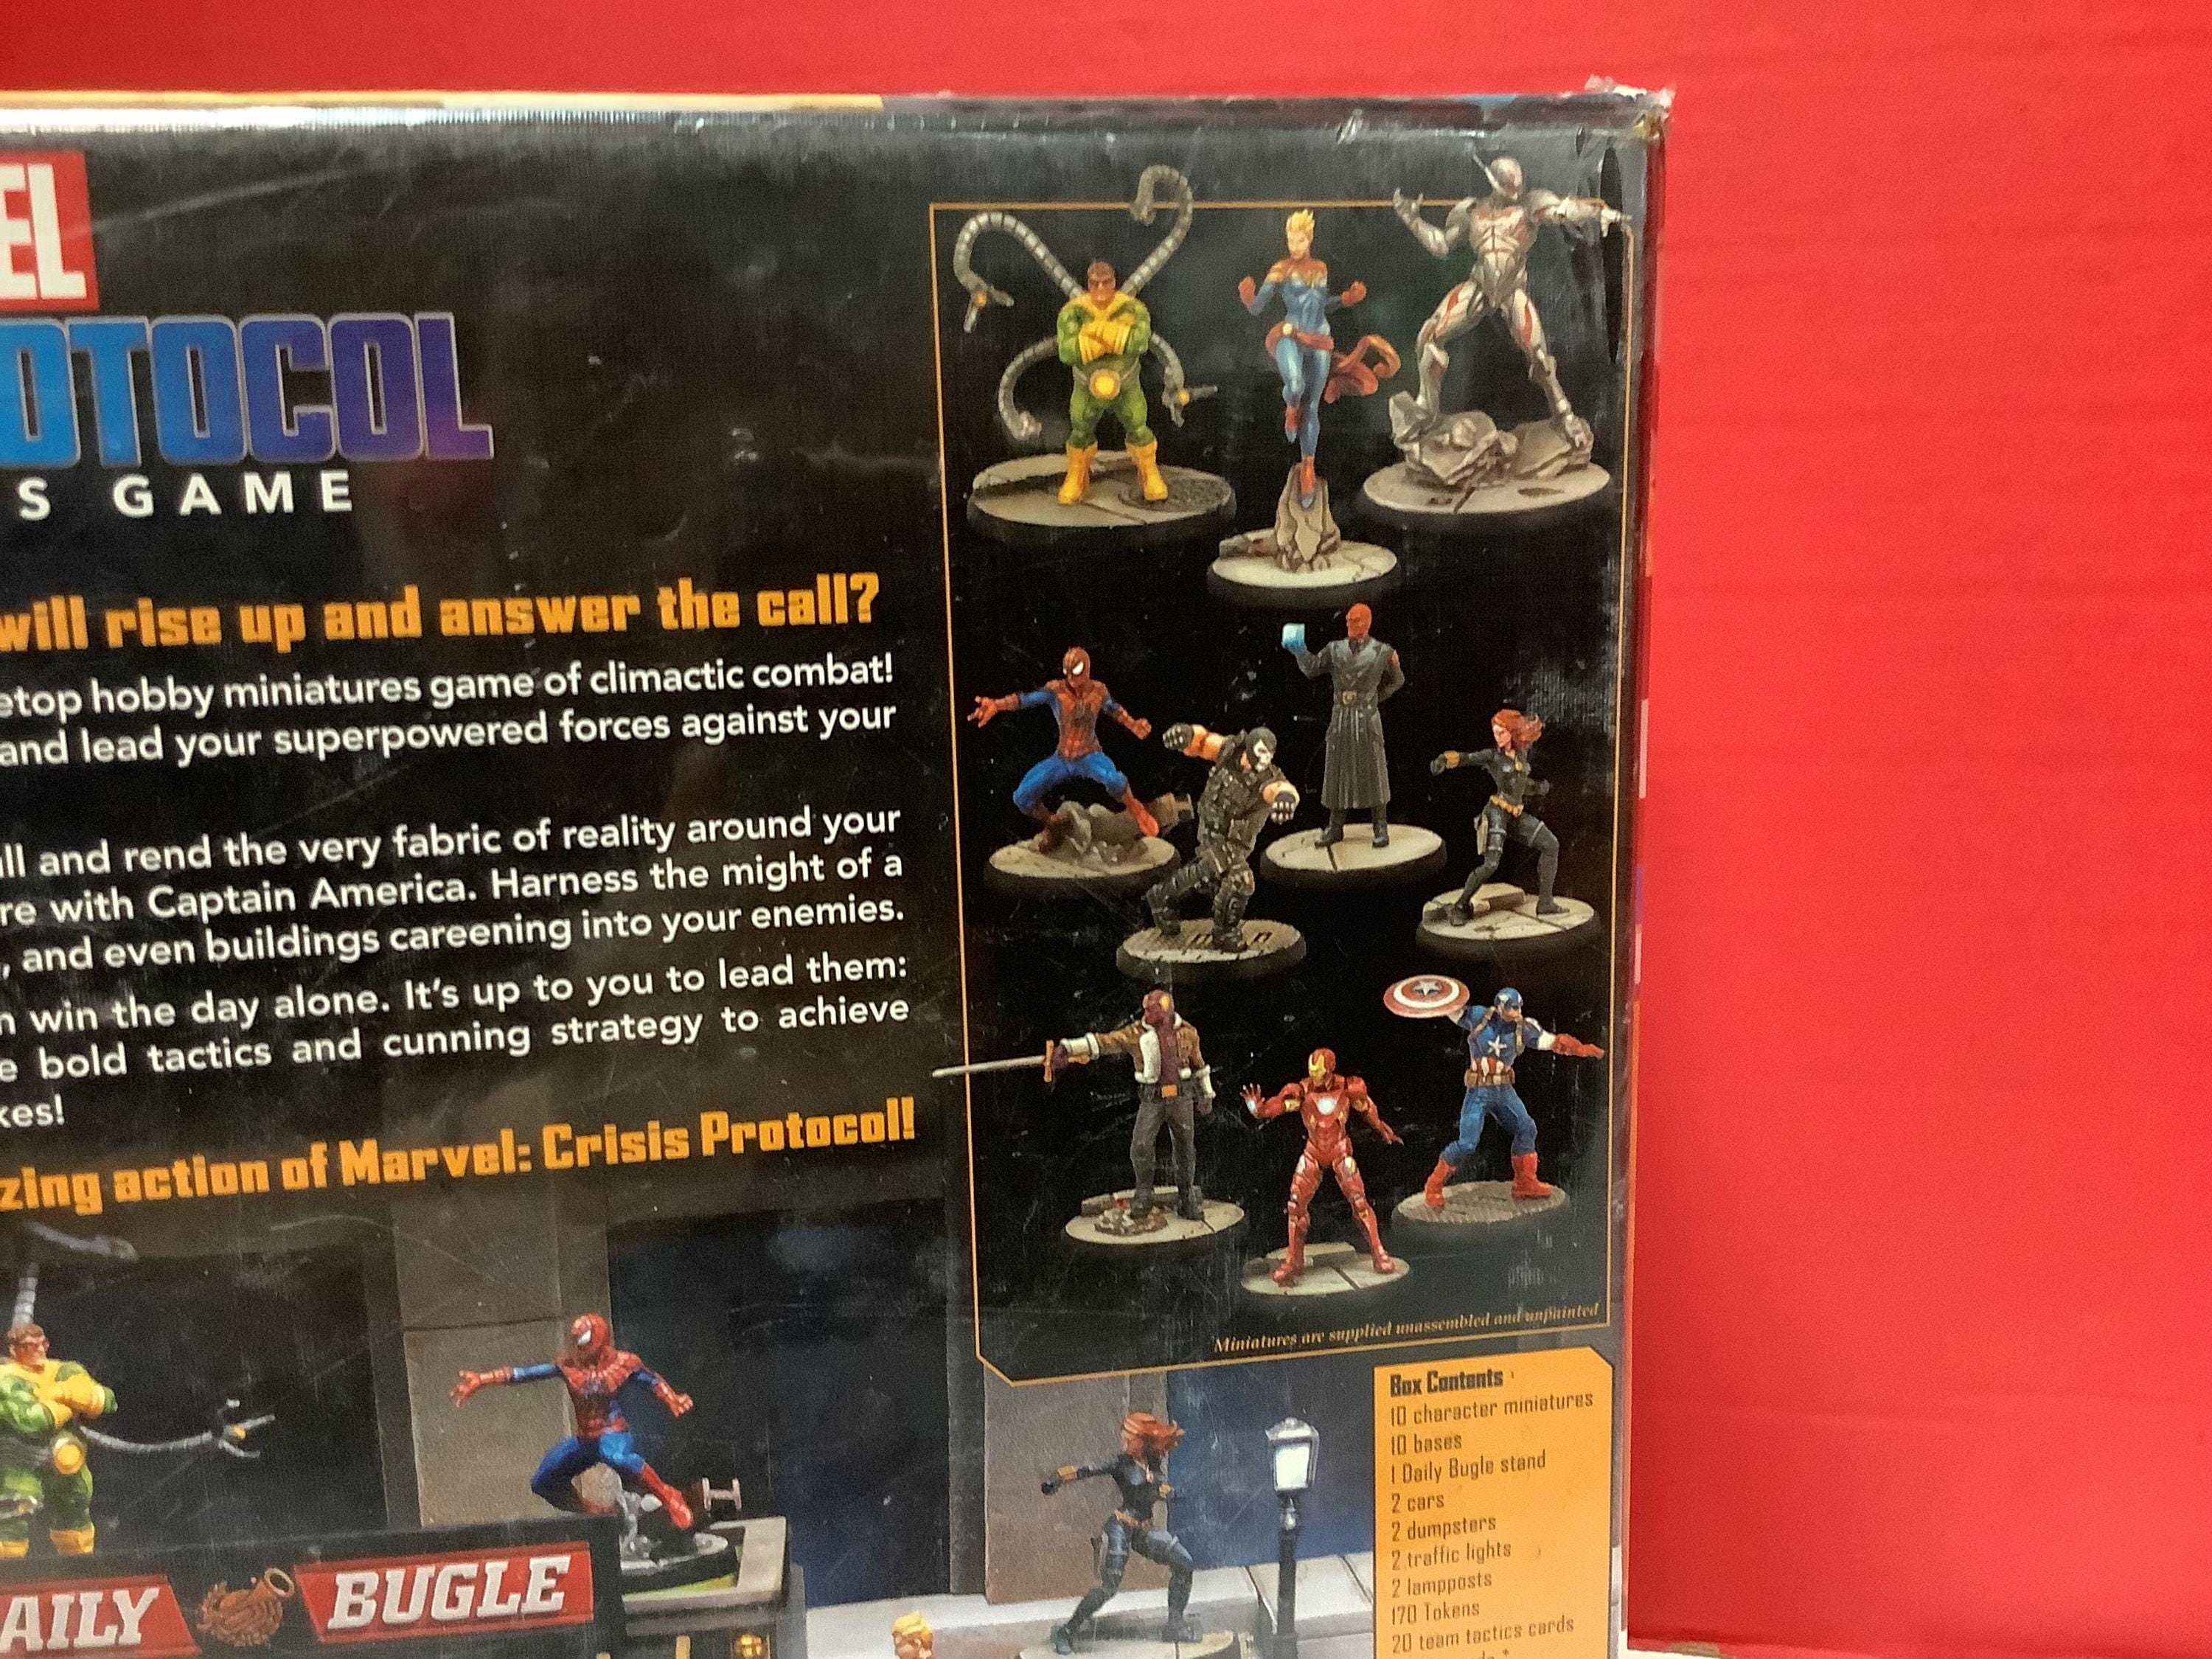 EL
OTOCOL
S GAME
will rise up and answer the call?
etop hobby miniatures game of climactic combat!
and lead your superpowered forces against your
ll and rend the very fabric of reality around your
re with Captain America. Harness the might of a
, and even buildings careening into your enemies.
n win the day alone. It's up to you to lead them:
e bold tactics and cunning strategy to achieve
kes!
zing action of Marvel: Crisis Protocol!
Miniatures are supplied unassembled and unpainted
Box Contents
10 character miniatures
10 bases
1 Daily Bugle stand
2 cars
2 dumpsters
2 traffic lights
2 lampposts
170 Tokens
20 team tactics cards
AILY BUGLE